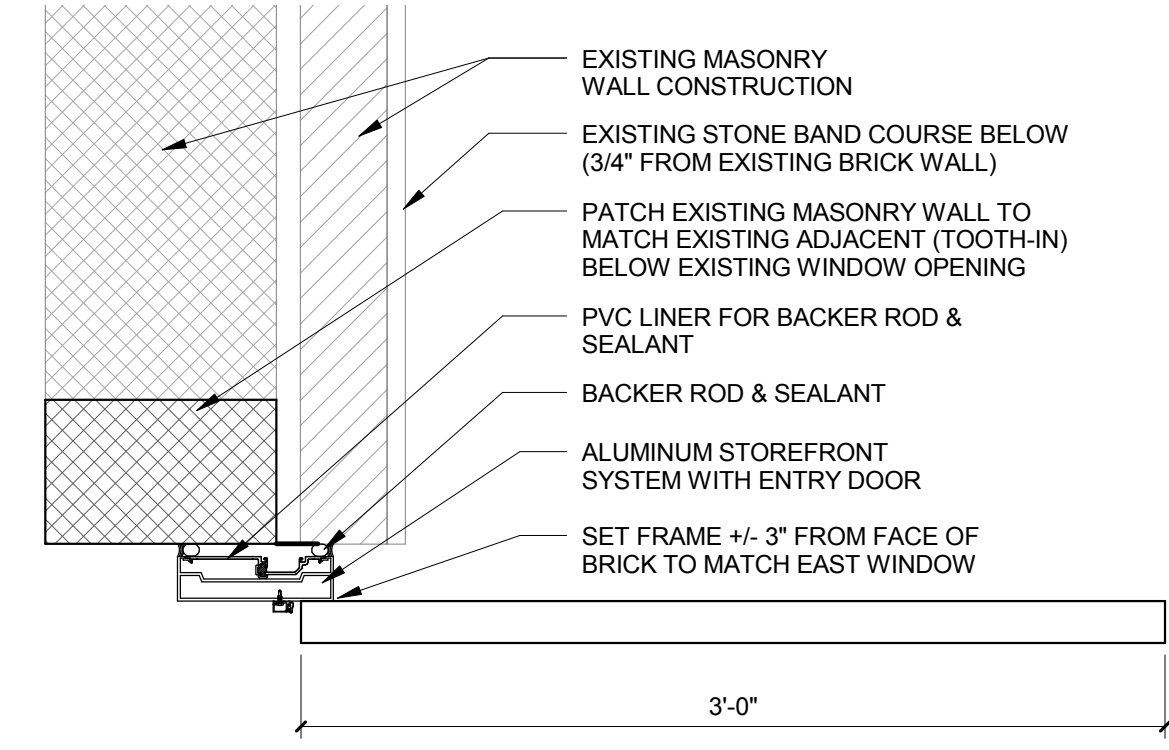 EXISTING MASONRY
WALL CONSTRUCTION
EXISTING STONE BAND COURSE BELOW
(3/4" FROM EXISTING BRICK WALL)
PATCH EXISTING MASONRY WALL TO
MATCH EXISTING ADJACENT (TOOTH-IN)
BELOW EXISTING WINDOW OPENING
PVC LINER FOR BACKER ROD &
SEALANT
BACKER ROD & SEALANT
ALUMINUM STOREFRONT
SYSTEM WITH ENTRY DOOR
SET FRAME +/- 3" FROM FACE OF
BRICK TO MATCH EAST WINDOW
3'-0"